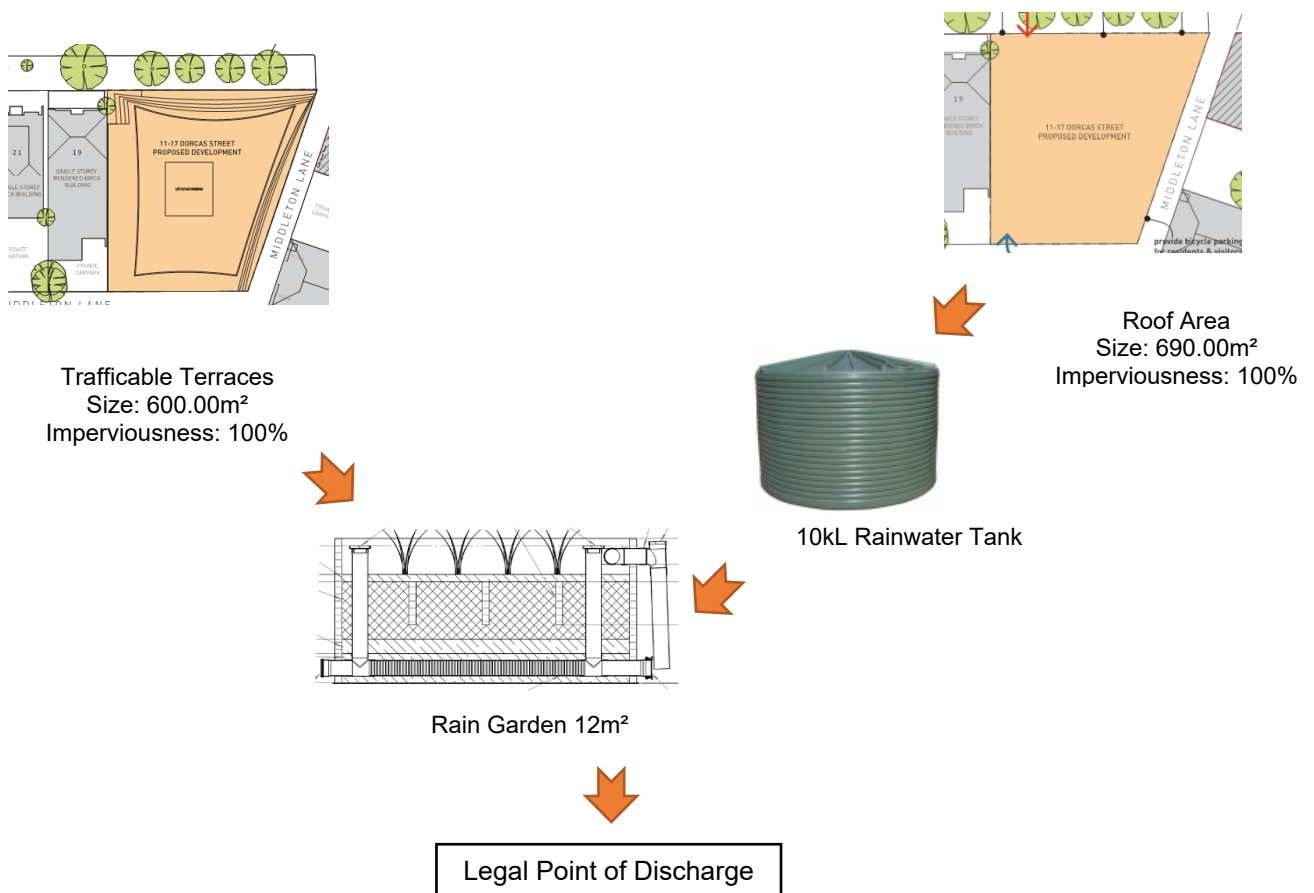 11-17 DORCAS STREET
PROPOSED DEVELOPMENT
21
19
SINGLE STOREY
RENDERED BRICK
BUILDING
PRIVATE
CARPARK
MIDDLETON LANE
19
11-17 DORCAS STREET
PROPOSED DEVELOPMENT
MIDDLETON LANE
provide bicycle parking
for residents & visitors
Trafficable Terraces
Size: 600.00m²
Imperviousness: 100%
Roof Area
Size: 690.00m²
Imperviousness: 100%
10kL Rainwater Tank
Rain Garden 12m²
Legal Point of Discharge